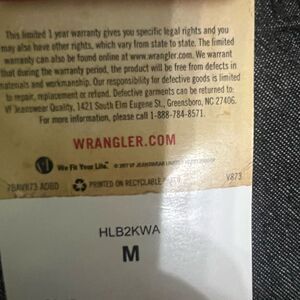 This limited 1 year warranty gives you specific legal rights and you
may also have other rights, which vary from state to state. The limited
warranty can also be found online at www.wrangler.com. We warrant
that during the warranty period, the product will be free from defects in
materials and workmanship. Our responsibility for defective goods is limited
to repair, replacement or refund. Defective garments can be returned to:
VF Jeanswear Quality, 1421 South Elm Eugene St., Greensboro, NC 27406.
For more information, please call 1-888-784-8571.
WRANGLER.COM
We Fit Your Life.
© 2017 VF JEANSWEAR LIMITED
PRINTED ON RECYCLABLE
V873
HLB2KWA
M